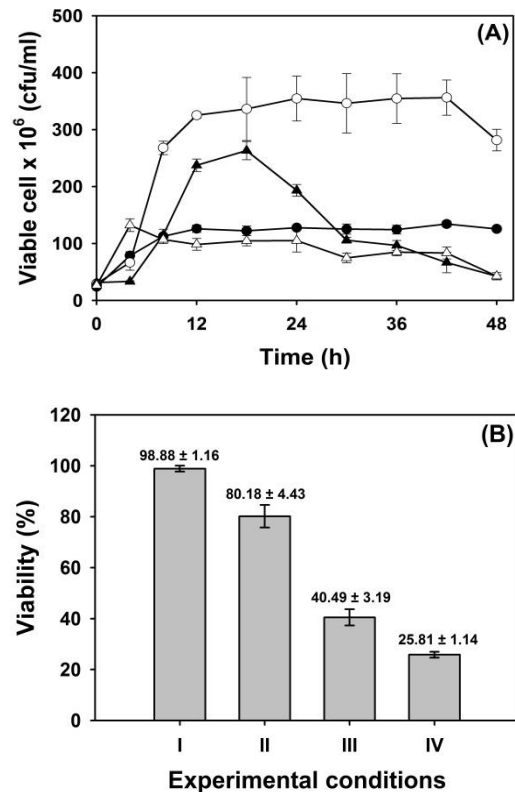 (A)
500
400
300
200
100
0
Viable cell x 10⁶ (cfu/ml)
0 12 24 36 48
Time (h)
(B)
120
100
80
60
40
20
0
Viability (%)
98.88 ± 1.16
80.18 ± 4.43
40.49 ± 3.19
25.81 ± 1.14
I II III IV
Experimental conditions